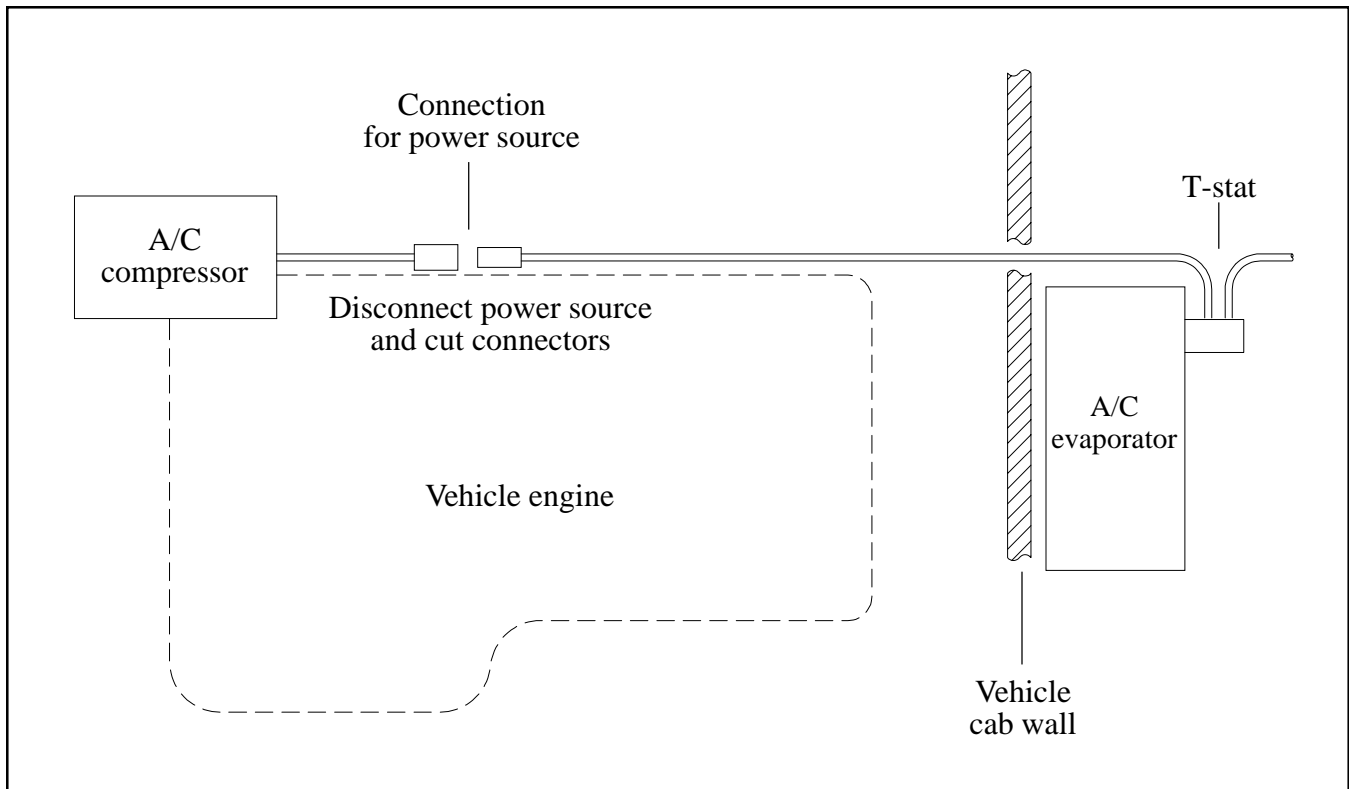 Connection
for power source
T-stat
A/C
compressor
Disconnect power source
and cut connectors
A/C
evaporator
Vehicle engine
Vehicle
cab wall